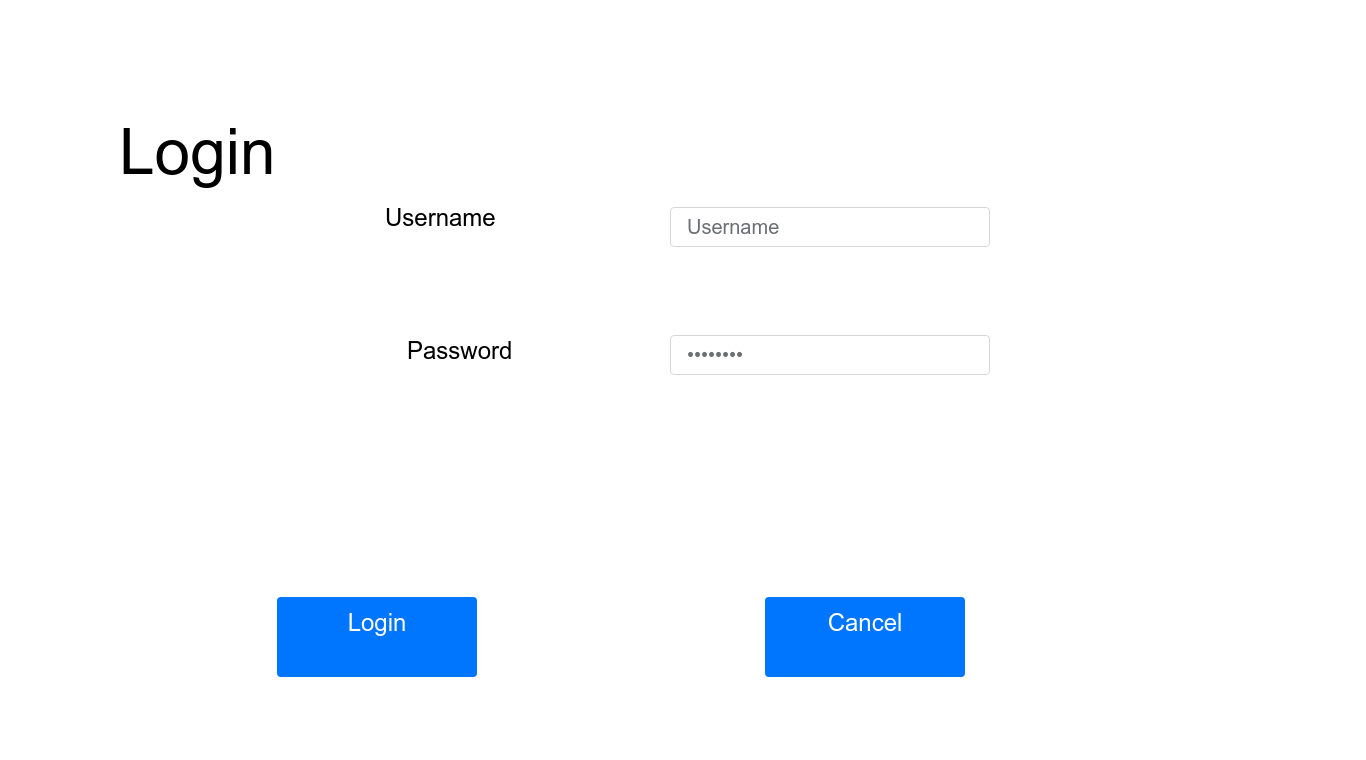 Login
Username
Username
Password
••••••••
Login
Cancel